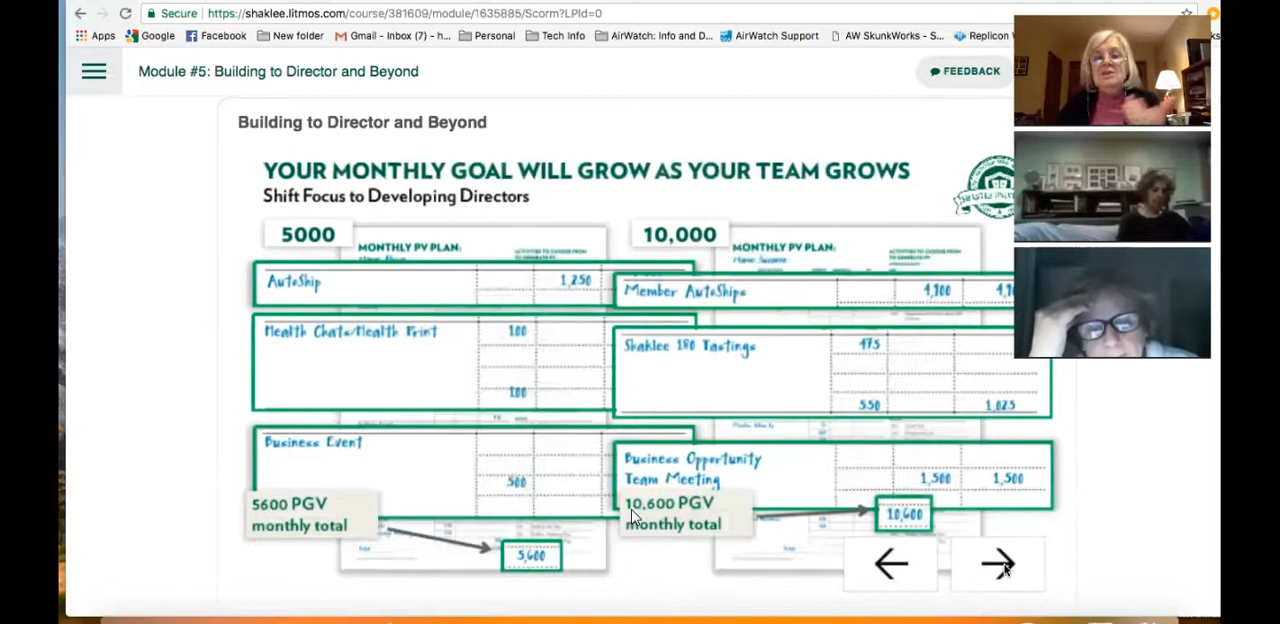 Secure
https://shaklee.litmos.com/course/381609/module/1635885/Scorm?LPId=0
Apps
Google
Facebook
New folder
Gmail - Inbox (7) - h...
Personal
Tech Info
AirWatch: Info and D...
AirWatch Support
AW SkunkWorks - S...
Replicon
Module #5: Building to Director and Beyond
FEEDBACK
Building to Director and Beyond
YOUR MONTHLY GOAL WILL GROW AS YOUR TEAM GROWS
Shift Focus to Developing Directors
5000
MONTHLY PV PLAN:
AutoShip 1,250
Health Chats/Health Print 100
100
Business Event
500
5600 PGV
monthly total
5,600
10,000
MONTHLY PV PLAN:
Member AutoShips 4,100
Shaklee 180 Tastings 475
550 1,025
Business Opportunity
Team Meeting 1,500 1,500
10,600 PGV
monthly total
10,600